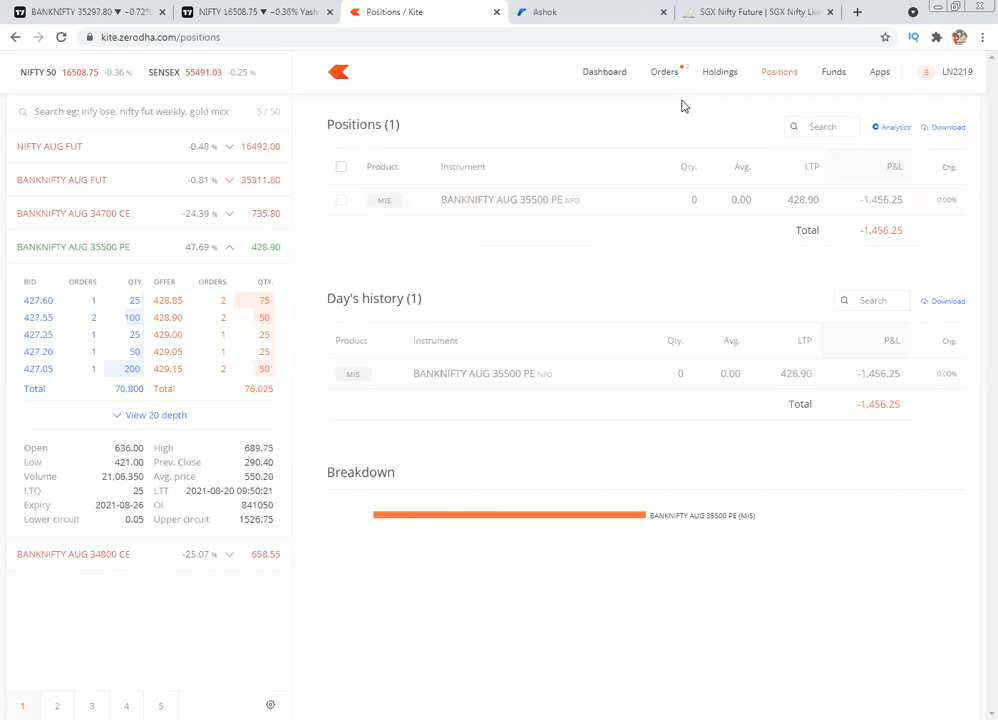 BANKNIFTY 35297.80 ▼ −0.72%
NIFTY 16508.75 ▼ −0.36% Yash
Positions / Kite
Ashok
SGX Nifty Future | SGX Nifty Live
kite.zerodha.com/positions
NIFTY 50 16508.75 -0.36 % SENSEX 55491.03 -0.25 %
Dashboard Orders 2 Holdings Positions Funds Apps LN2219
Search eg: infy bse, nifty fut weekly, gold mcx 5 / 50
NIFTY AUG FUT -0.48 % 16492.00
BANKNIFTY AUG FUT -0.81 % 35311.60
BANKNIFTY AUG 34700 CE -24.39 % 735.80
BANKNIFTY AUG 35500 PE 47.69 % 428.90
BID ORDERS QTY. OFFER ORDERS QTY.
427.60 1 25 428.85 2 75
427.55 2 100 428.90 2 50
427.25 1 25 429.00 1 25
427.20 1 50 429.05 1 25
427.05 1 200 429.15 2 50
Total 70,800 Total 76,025
View 20 depth
Open 636.00 High 689.75
Low 421.00 Prev. Close 290.40
Volume 21,06,350 Avg. price 550.20
LTQ 25 LTT 2021-08-20 09:50:21
Expiry 2021-08-26 OI 841050
Lower circuit 0.05 Upper circuit 1526.75
BANKNIFTY AUG 34800 CE -25.07 % 658.55
1 2 3 4 5
Positions (1)
Search Analytics Download
Product Instrument Qty. Avg. LTP P&L Chg.
MIS BANKNIFTY AUG 35500 PE NFO 0 0.00 428.90 -1,456.25 0.00%
Total -1,456.25
Day's history (1)
Search Download
Product Instrument Qty. Avg. LTP P&L Chg.
MIS BANKNIFTY AUG 35500 PE NFO 0 0.00 428.90 -1,456.25 0.00%
Total -1,456.25
Breakdown
BANKNIFTY AUG 35500 PE (MIS)